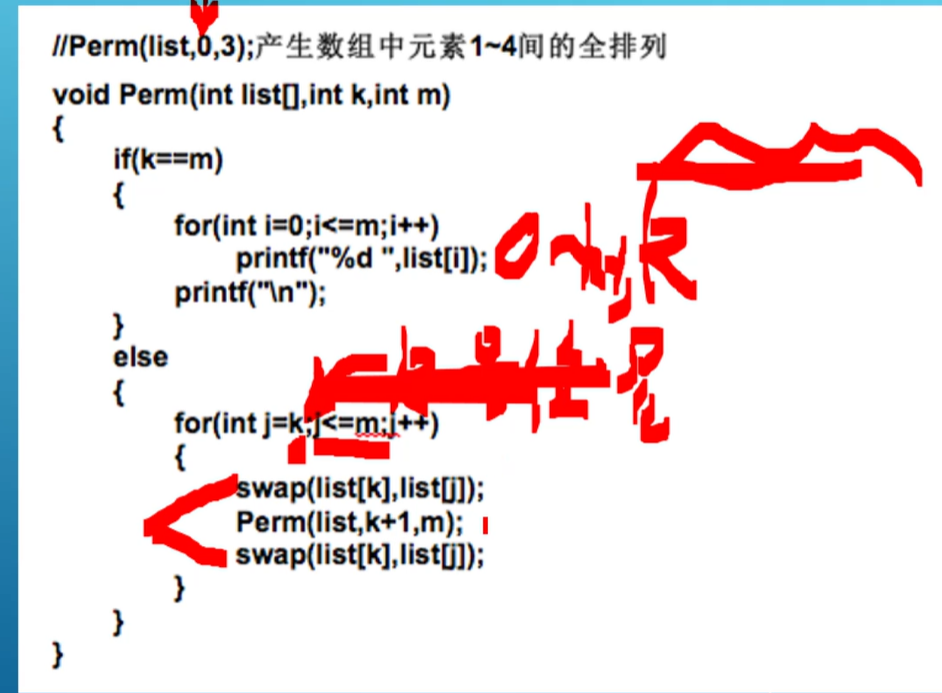 //Perm(list,0,3);产生数组中元素1~4间的全排列
void Perm(int list[],int k,int m)
{
if(k==m)
{
for(int i=0;i<=m;i++)
printf("%d ",list[i]);
printf("\n");
}
else
{
for(int j=k;j<=m;j++)
{
swap(list[k],list[j]);
Perm(list,k+1,m);
swap(list[k],list[j]);
}
}
}